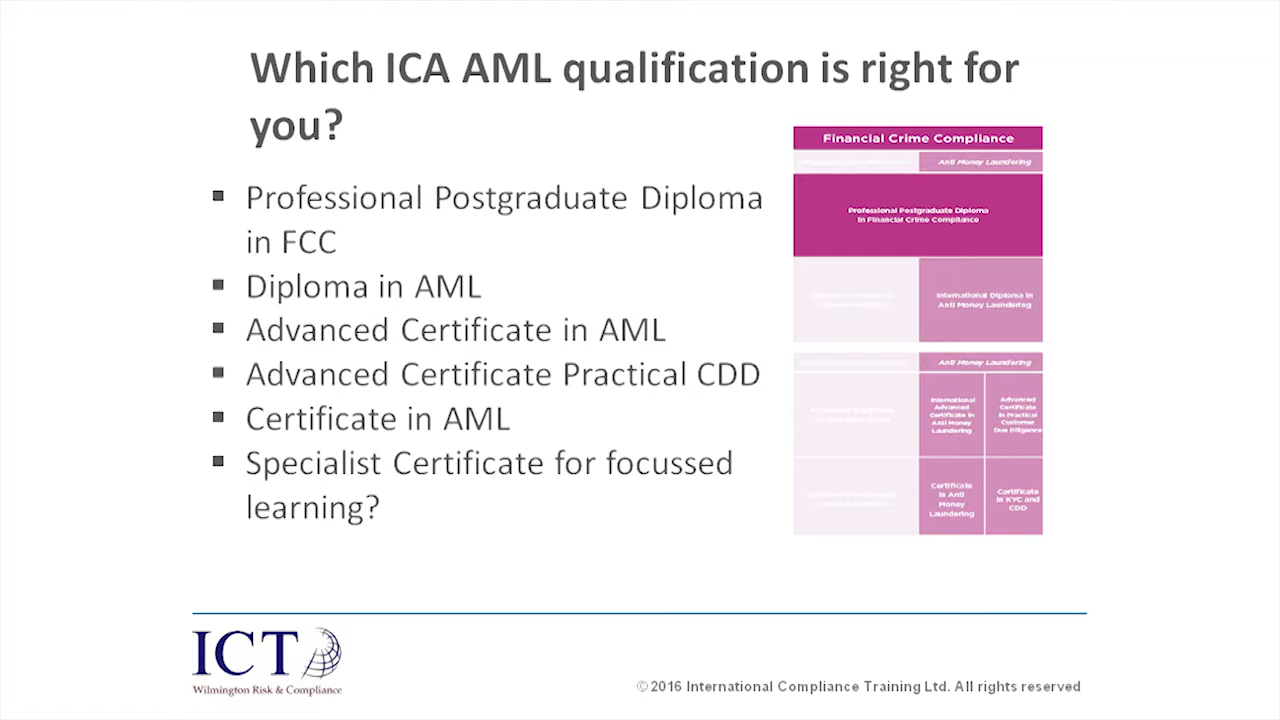 Which ICA AML qualification is right for
you?
▪ Professional Postgraduate Diploma
in FCC
▪ Diploma in AML
▪ Advanced Certificate in AML
▪ Advanced Certificate Practical CDD
▪ Certificate in AML
▪ Specialist Certificate for focussed
learning?
Financial Crime Compliance
Anti Money Laundering
Professional Postgraduate Diploma
in Financial Crime Compliance
International Diploma in
Anti Money Laundering
Anti Money Laundering
International
Advanced
Certificate in
Anti Money
Laundering
Advanced
Certificate
in Practical
Customer
Due Diligence
Certificate
in Anti
Money
Laundering
Certificate
in KYC and
CDD
ICT
Wilmington Risk & Compliance
©2016 International Compliance Training Ltd. All rights reserved